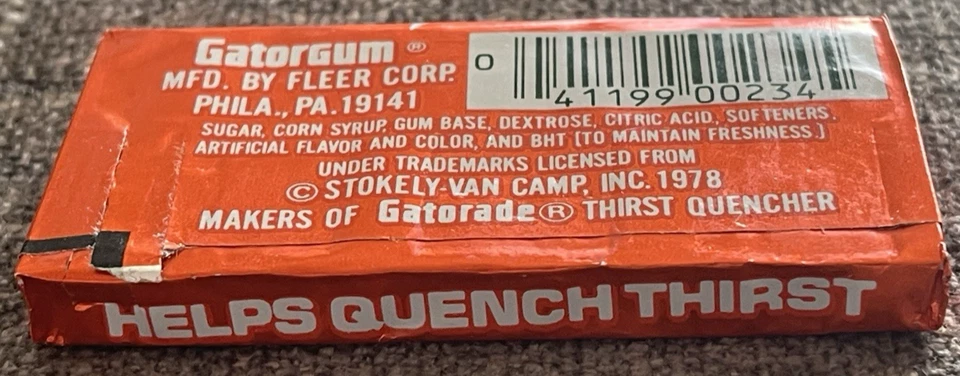 GatorGum ®
MFD. BY FLEER CORP.
PHILA., PA. 19141
0 41199 00234
SUGAR, CORN SYRUP, GUM BASE, DEXTROSE, CITRIC ACID, SOFTENERS,
ARTIFICIAL FLAVOR AND COLOR, AND BHT (TO MAINTAIN FRESHNESS.)
UNDER TRADEMARKS LICENSED FROM
© STOKELY-VAN CAMP, INC. 1978
MAKERS OF Gatorade® THIRST QUENCHER
HELPS QUENCH THIRST